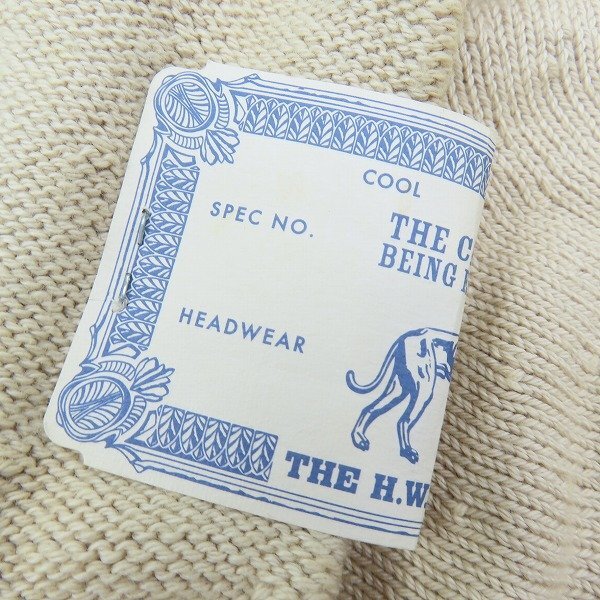 COOL
SPEC NO.
THE C
BEING
HEADWEAR
THE H.W